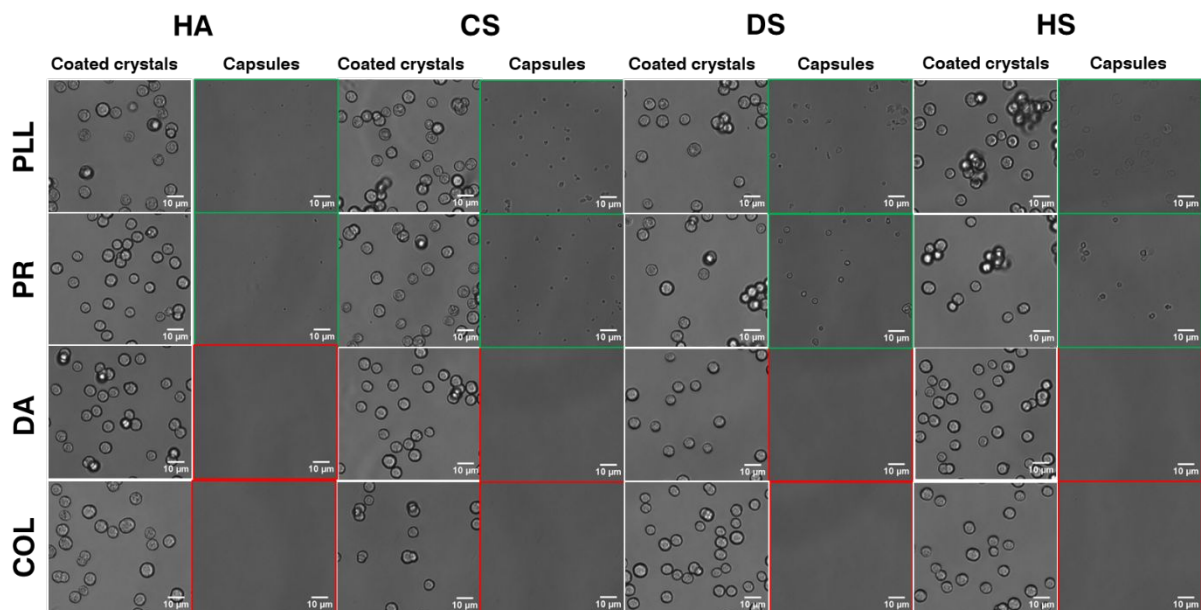 HA CS DS HS
Coated crystals Capsules Coated crystals Capsules Coated crystals Capsules Coated crystals Capsules
PLL
10 µm 10 µm 10 µm 10 µm 10 µm 10 µm 10 µm 10 µm
PR
10 µm 10 µm 10 µm 10 µm 10 µm 10 µm 10 µm 10 µm
DA
10 µm 10 µm 10 µm 10 µm 10 µm 10 µm 10 µm 10 µm
COL
10 µm 10 µm 10 µm 10 µm 10 µm 10 µm 10 µm 10 µm